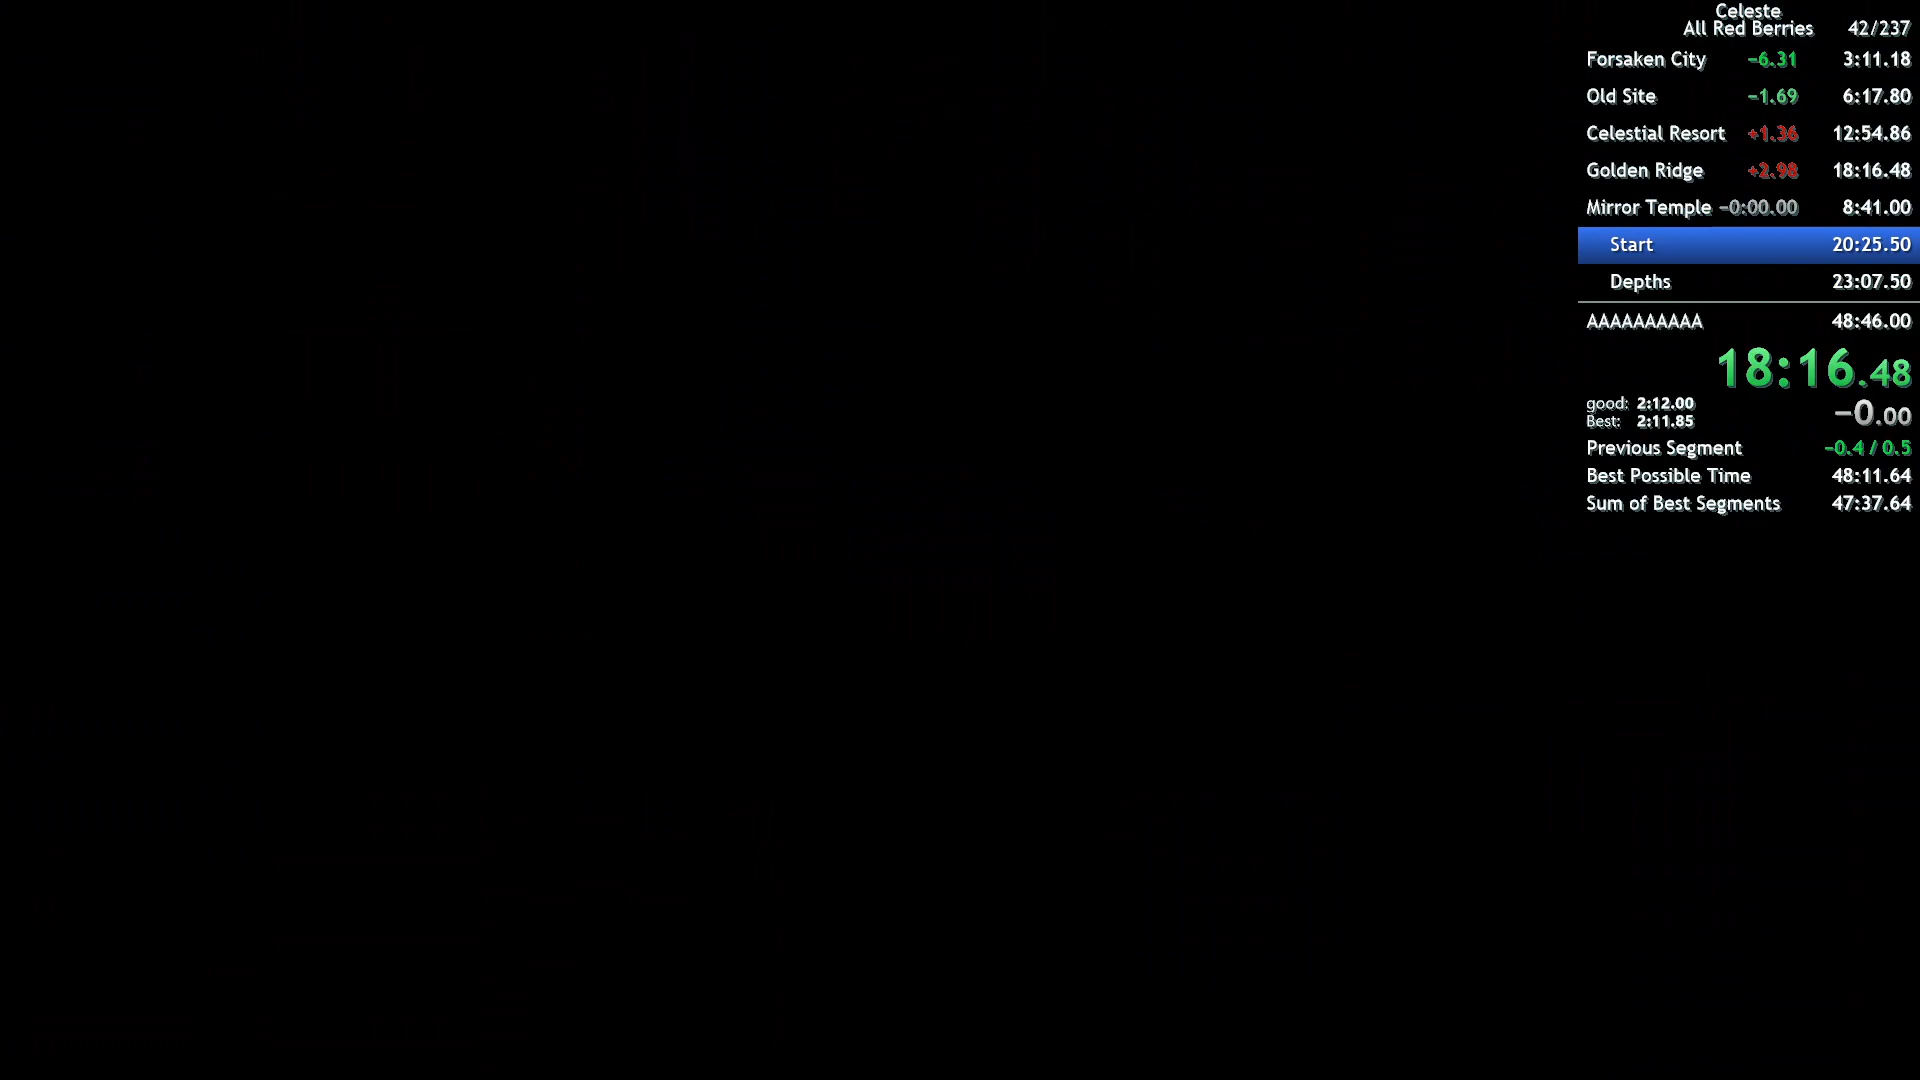 Celeste
All Red Berries 42/237
Forsaken City −6.31 3:11.18
Old Site −1.69 6:17.80
Celestial Resort +1.36 12:54.86
Golden Ridge +2.98 18:16.48
Mirror Temple −0:00.00 8:41.00
Start 20:25.50
Depths 23:07.50
AAAAAAAAAA 48:46.00
18:16.48
good: 2:12.00 −0.00
Best: 2:11.85
Previous Segment −0.4 / 0.5
Best Possible Time 48:11.64
Sum of Best Segments 47:37.64